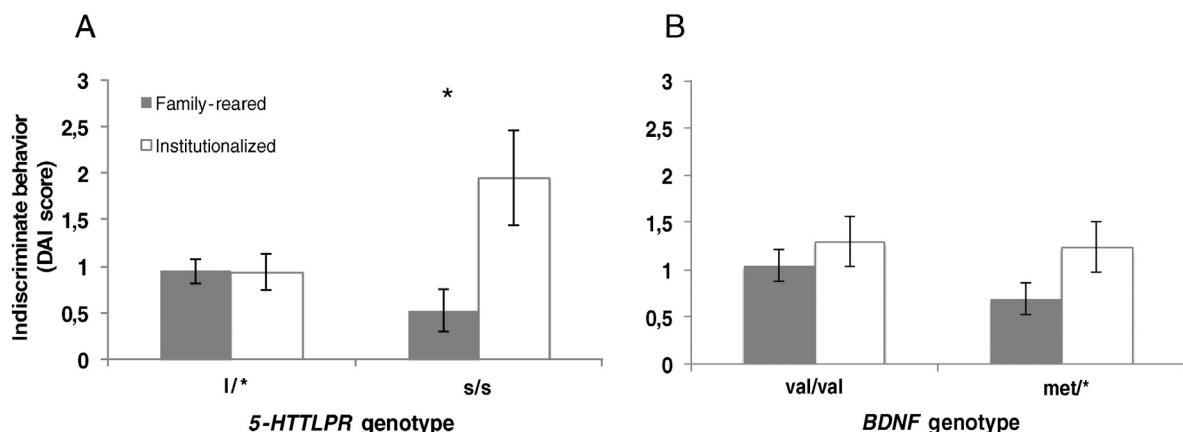 A
3
2,5
2
1,5
1
0,5
0
Indiscriminate behavior
(DAI score)
Family-reared
Institutionalized
*
l/* s/s
5-HTTLPR genotype
B
3
2,5
2
1,5
1
0,5
0
val/val met/*
BDNF genotype